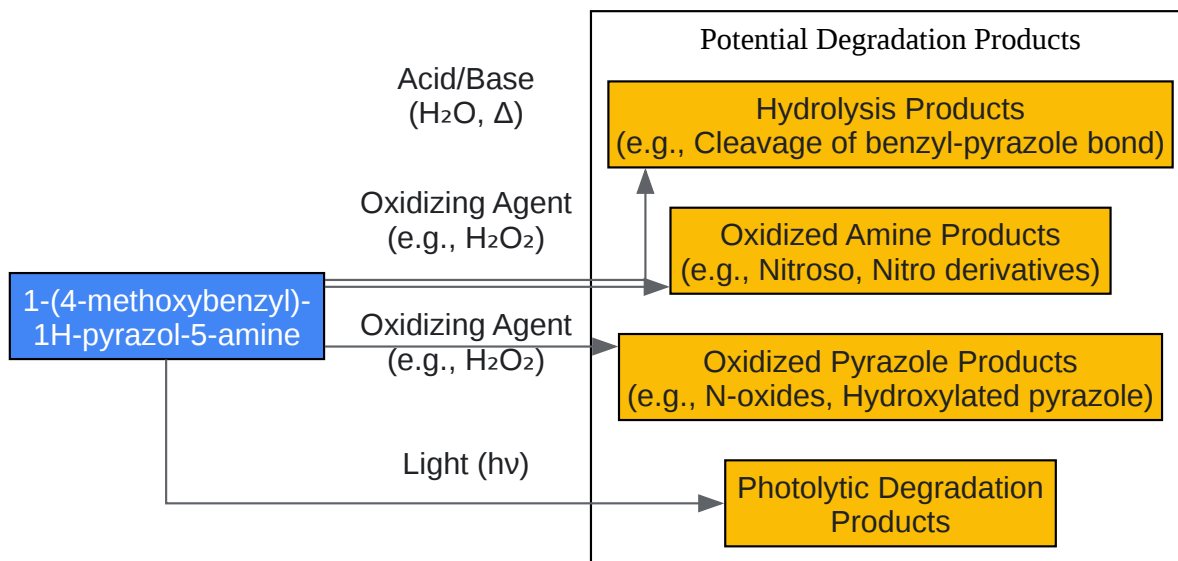 Potential Degradation Products
Acid/Base
(H₂O, Δ)
Hydrolysis Products
(e.g., Cleavage of benzyl-pyrazole bond)
Oxidizing Agent
(e.g., H₂O₂)
Oxidized Amine Products
(e.g., Nitroso, Nitro derivatives)
1-(4-methoxybenzyl)-
1H-pyrazol-5-amine
Oxidizing Agent
(e.g., H₂O₂)
Oxidized Pyrazole Products
(e.g., N-oxides, Hydroxylated pyrazole)
Light (hν)
Photolytic Degradation
Products